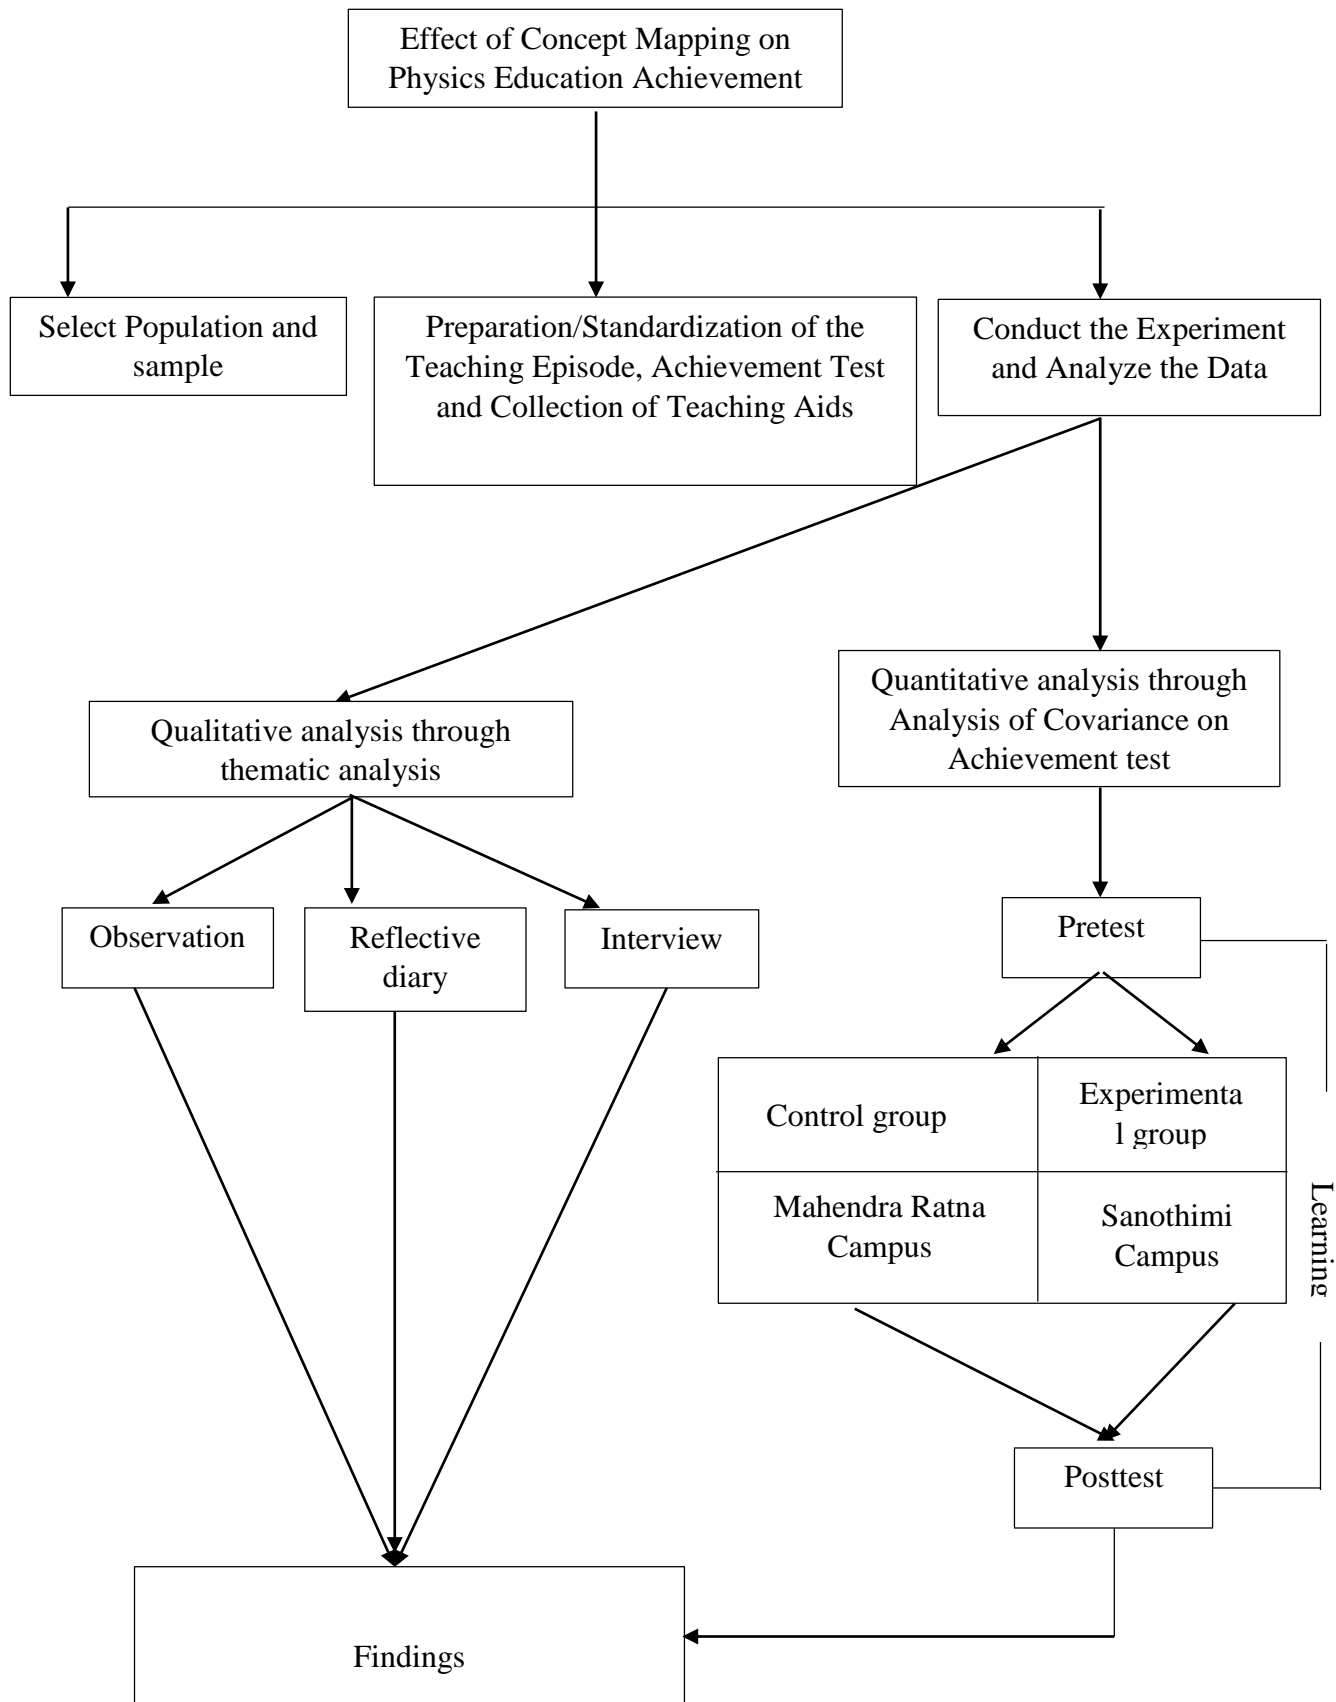 Effect of Concept Mapping on
Physics Education Achievement
Select Population and
sample
Preparation/Standardization of the
Teaching Episode, Achievement Test
and Collection of Teaching Aids
Conduct the Experiment
and Analyze the Data
Quantitative analysis through
Analysis of Covariance on
Achievement test
Qualitative analysis through
thematic analysis
Observation
Reflective
diary
Interview
Pretest
Control group
Experimenta
l group
Mahendra Ratna
Campus
Sanothimi
Campus
Learning
Posttest
Findings